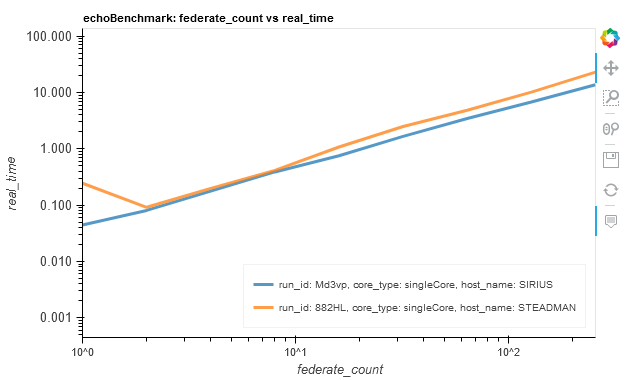 echoBenchmark: federate_count vs real_time
100.000
10.000
1.000
0.100
0.010
0.001
real_time
run_id: Md3vp, core_type: singleCore, host_name: SIRIUS
run_id: 882HL, core_type: singleCore, host_name: STEADMAN
10^0
10^1
10^2
federate_count